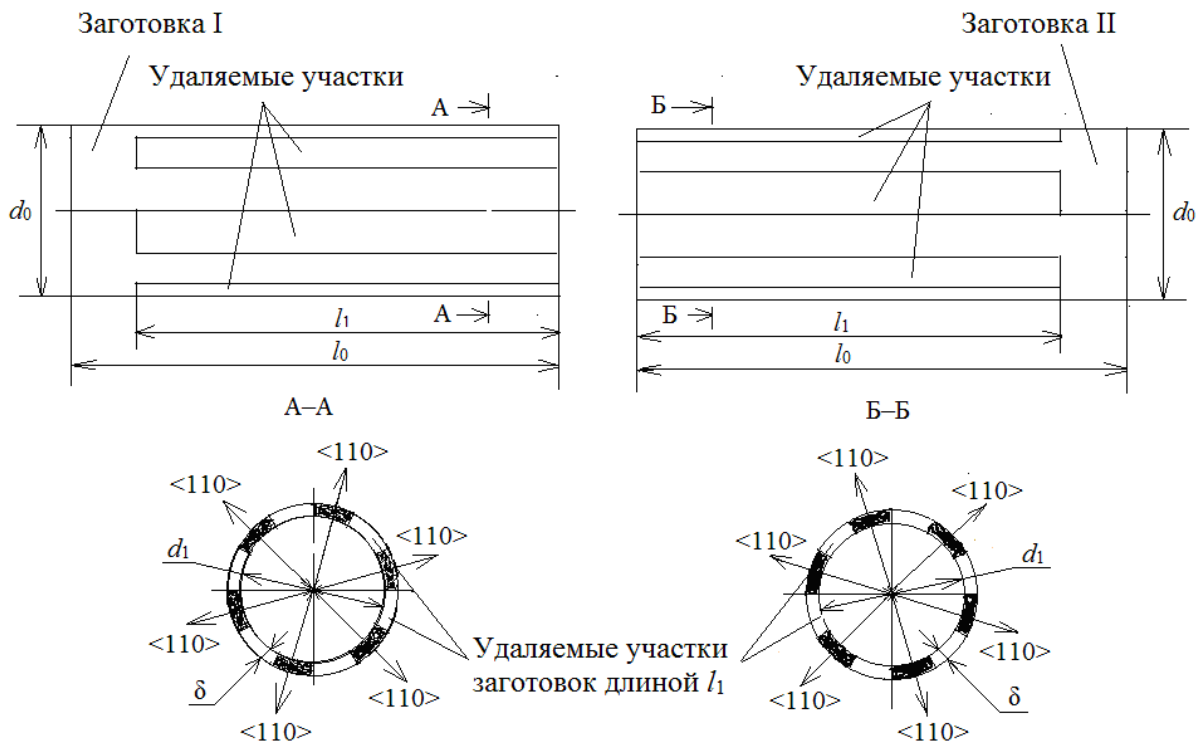 Заготовка I
Заготовка II
Удаляемые участки
Удаляемые участки
А
Б
d0
d0
А
Б
l1
l1
l0
l0
А–А
Б–Б
<110>
<110>
<110>
<110>
<110>
<110>
<110>
<110>
d1
d1
<110>
<110>
<110>
<110>
<110>
<110>
Удаляемые участки
заготовок длиной l1
δ
δ